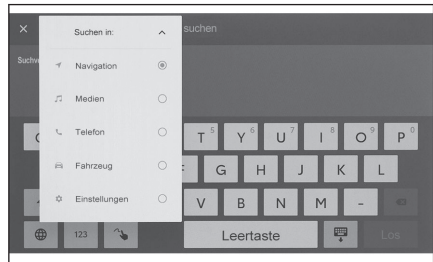 Suchen in:
suchen
Navigation
Medien
Telefon
Fahrzeug
Einstellungen
T 5 Y 6 U 7 I 8 O 9 P 0
G H J K L
V B N M -
123
Leertaste
Los